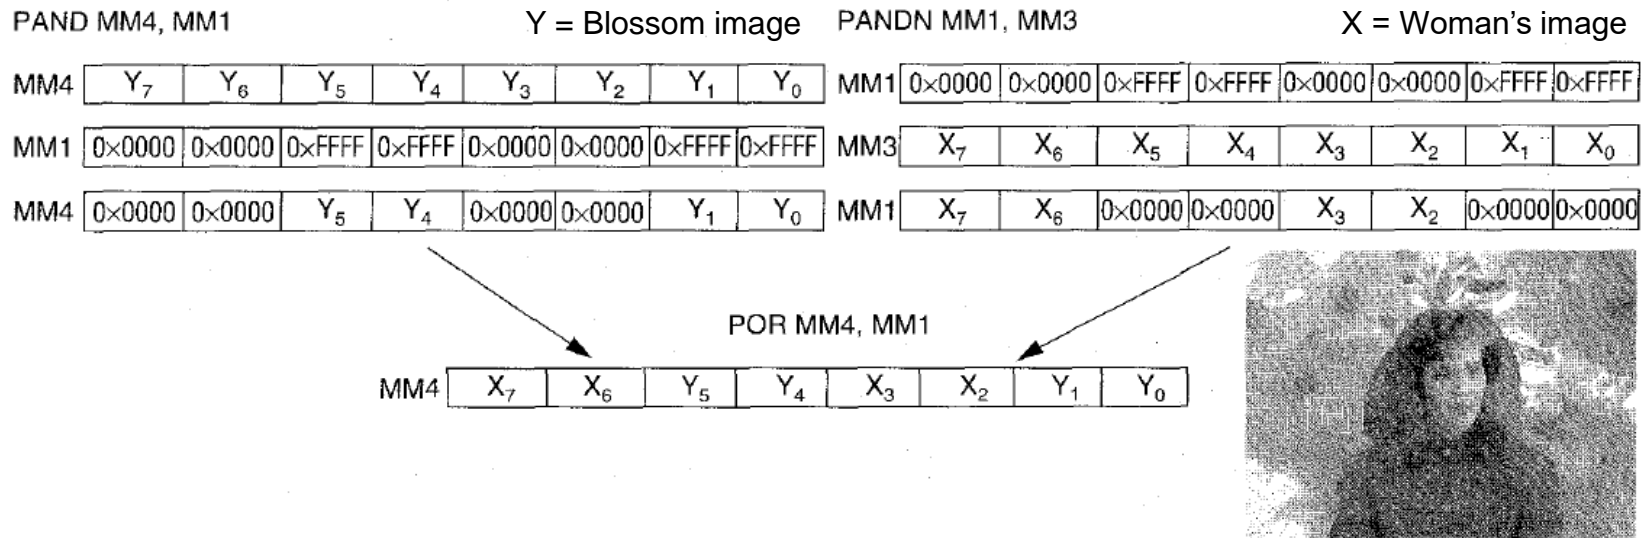 PAND MM4, MM1
Y = Blossom image
PANDN MM1, MM3
X = Woman's image
MM4 Y₇ Y₆ Y₅ Y₄ Y₃ Y₂ Y₁ Y₀
MM1 0×0000 0×0000 0×FFFF 0×FFFF 0×0000 0×0000 0×FFFF 0×FFFF
MM4 0×0000 0×0000 Y₅ Y₄ 0×0000 0×0000 Y₁ Y₀
MM1 0×0000 0×0000 0×FFFF 0×FFFF 0×0000 0×0000 0×FFFF 0×FFFF
MM3 X₇ X₆ X₅ X₄ X₃ X₂ X₁ X₀
MM1 X₇ X₆ 0×0000 0×0000 X₃ X₂ 0×0000 0×0000
POR MM4, MM1
MM4 X₇ X₆ Y₅ Y₄ X₃ X₂ Y₁ Y₀